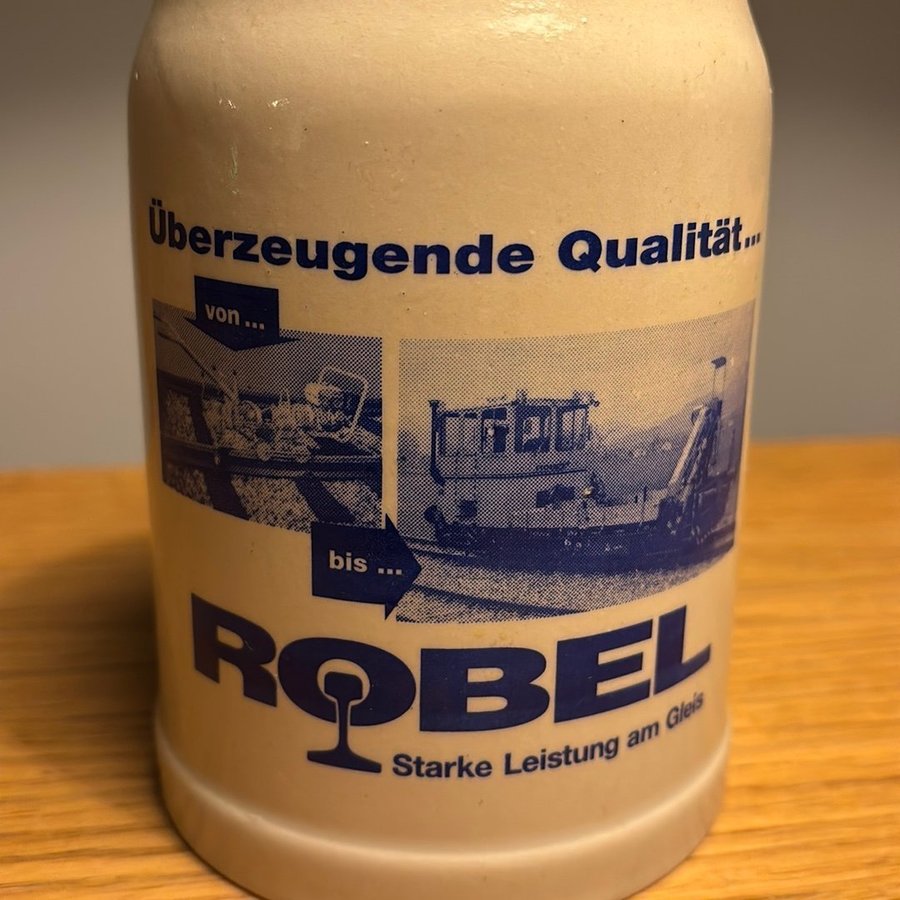 Überzeugende Qualität...
von ...
bis ...
ROBEL
Starke Leistung am Gleis